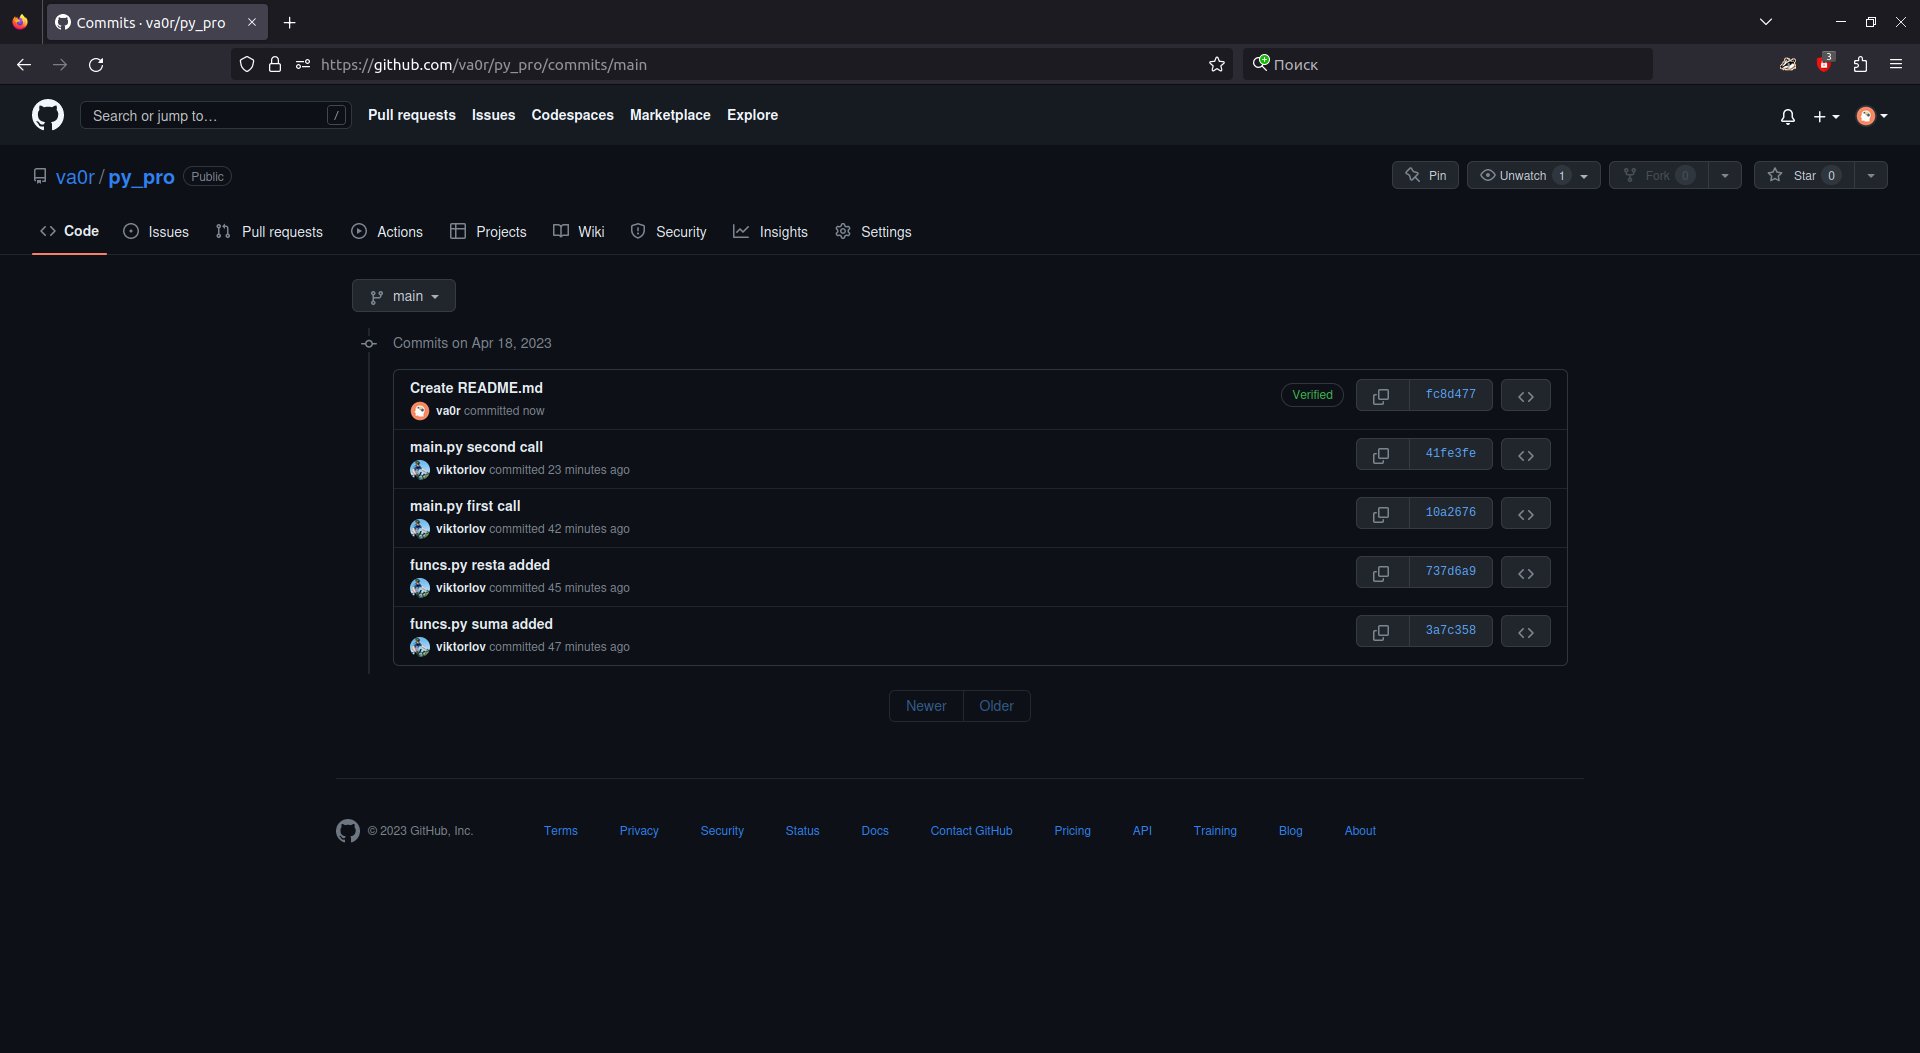 Commits · va0r/py_pro
https://github.com/va0r/py_pro/commits/main
Поиск
3
Search or jump to…
/
Pull requests Issues Codespaces Marketplace Explore
va0r / py_pro Public
Pin Unwatch 1 Fork 0 Star 0
Code Issues Pull requests Actions Projects Wiki Security Insights Settings
main
Commits on Apr 18, 2023
Create README.md
va0r committed now
Verified fc8d477
main.py second call
viktorlov committed 23 minutes ago
41fe3fe
main.py first call
viktorlov committed 42 minutes ago
10a2676
funcs.py resta added
viktorlov committed 45 minutes ago
737d6a9
funcs.py suma added
viktorlov committed 47 minutes ago
3a7c358
Newer Older
© 2023 GitHub, Inc. Terms Privacy Security Status Docs Contact GitHub Pricing API Training Blog About